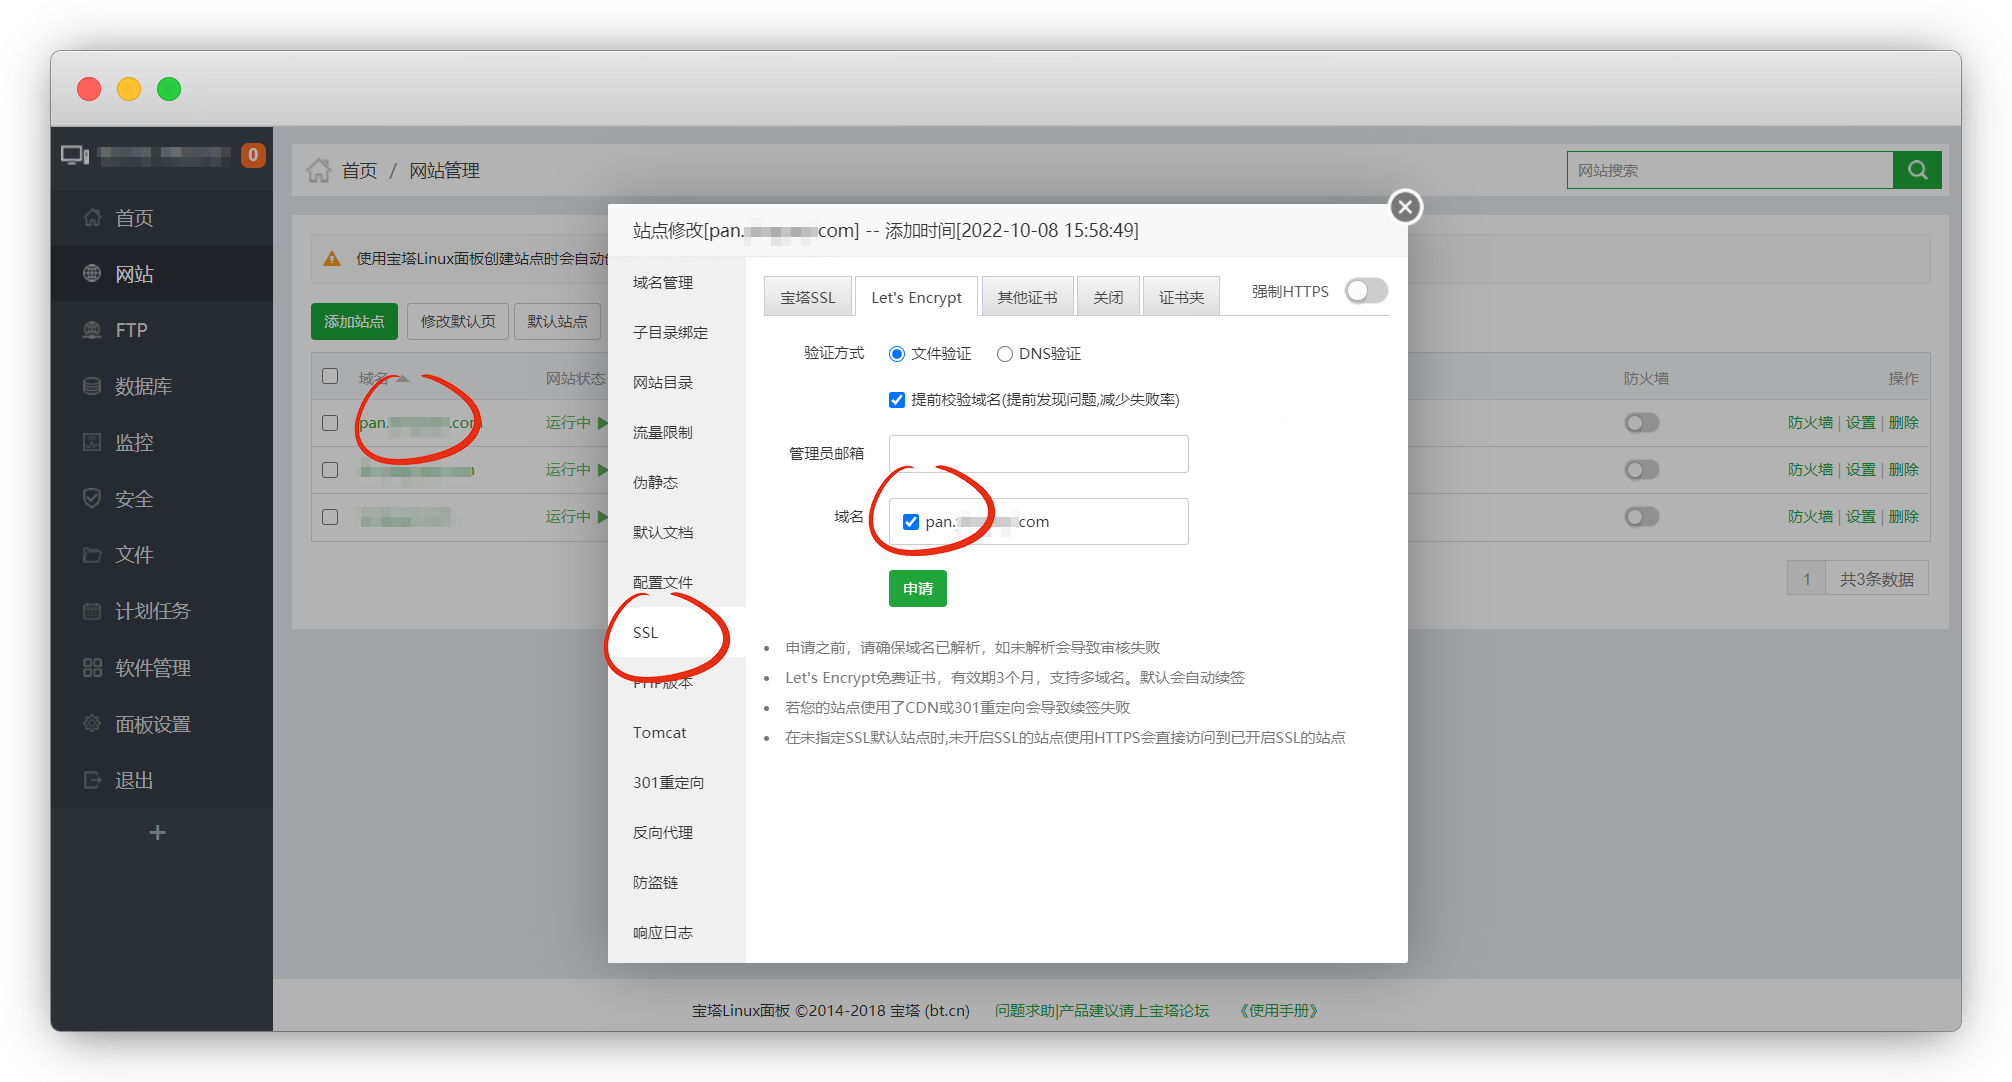 0
首页
网站
FTP
数据库
监控
安全
文件
计划任务
软件管理
面板设置
退出
+
首页 / 网站管理
网站搜索
使用宝塔Linux面板创建站点时会自动
添加站点 修改默认页 默认站点
域名 网站状态 防火墙 操作
pan. .com 运行中 防火墙 | 设置 | 删除
运行中 防火墙 | 设置 | 删除
运行中 防火墙 | 设置 | 删除
1 共3条数据
站点修改[pan. com] -- 添加时间[2022-10-08 15:58:49]
域名管理
子目录绑定
网站目录
流量限制
伪静态
默认文档
配置文件
SSL
PHP版本
Tomcat
301重定向
反向代理
防盗链
响应日志
宝塔SSL Let's Encrypt 其他证书 关闭 证书夹 强制HTTPS
验证方式 文件验证 DNS验证
提前校验域名(提前发现问题,减少失败率)
管理员邮箱
域名 pan. com
申请
申请之前，请确保域名已解析，如未解析会导致审核失败
Let's Encrypt免费证书，有效期3个月，支持多域名。默认会自动续签
若您的站点使用了CDN或301重定向会导致续签失败
在未指定SSL默认站点时,未开启SSL的站点使用HTTPS会直接访问到已开启SSL的站点
宝塔Linux面板 ©2014-2018 宝塔 (bt.cn) 问题求助|产品建议请上宝塔论坛 《使用手册》